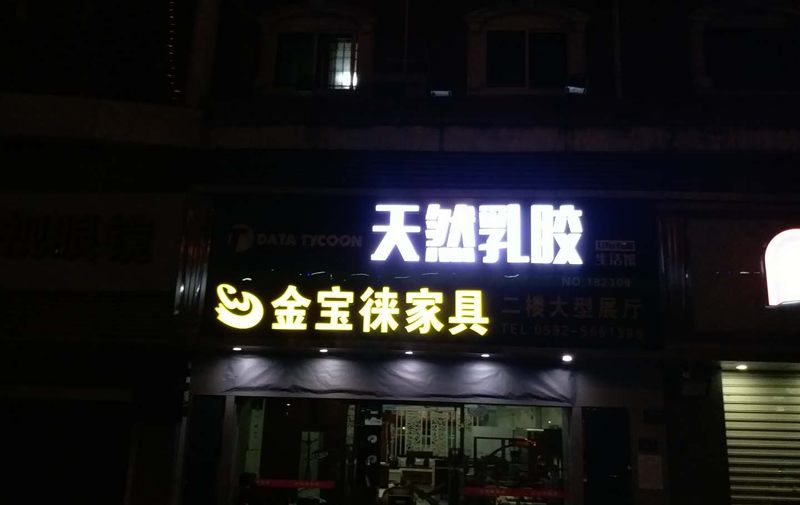 DATA TYCOON 天然乳胶 生活馆
NO:182309
金宝徕家具 二楼大型展厅